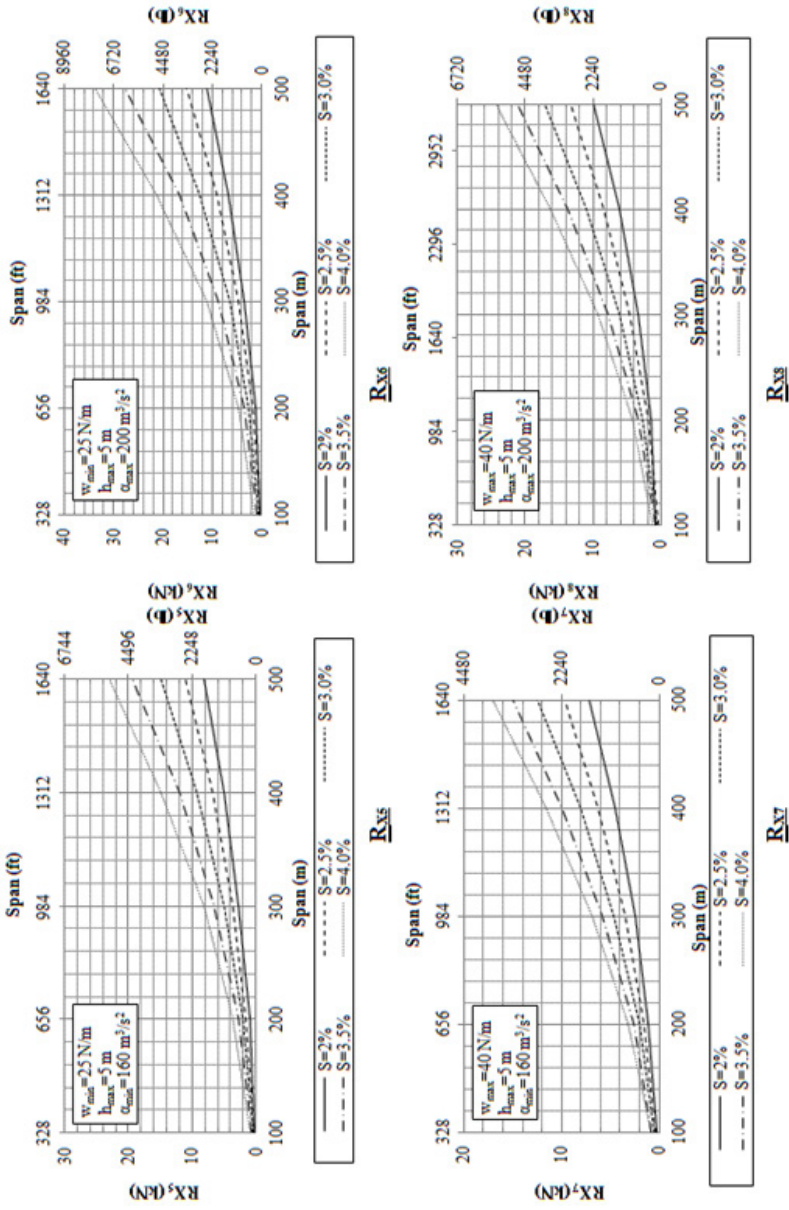 Span (ft)
328 656 984 1312 1640
30
20
10
0
6744
4496
2248
0
RX₅ (kN)
RX₅ (lb)
wmin=25 N/m
hmax=5 m
αmin=160 m³/s²
100 200 300 400 500
Span (m)
S=2% S=2.5% S=3.0%
S=3.5% S=4.0%
RX5
Span (ft)
328 656 984 1312 1640
40
30
20
10
0
8960
6720
4480
2240
0
RX₆ (kN)
RX₆ (lb)
wmin=25 N/m
hmax=5 m
αmax=200 m³/s²
100 200 300 400 500
Span (m)
S=2% S=2.5% S=3.0%
S=3.5% S=4.0%
RX6
Span (ft)
328 656 984 1312 1640
20
10
0
4480
2240
0
RX₇ (kN)
RX₇ (lb)
wmax=40 N/m
hmax=5 m
αmin=160 m³/s²
100 200 300 400 500
Span (m)
S=2% S=2.5% S=3.0%
S=3.5% S=4.0%
RX7
Span (ft)
328 984 1640 2296 2952
30
20
10
0
6720
4480
2240
0
RX₈ (kN)
RX₈ (lb)
wmax=40 N/m
hmax=5 m
αmax=200 m³/s²
100 200 300 400 500
Span (m)
S=2% S=2.5% S=3.0%
S=3.5% S=4.0%
RX8